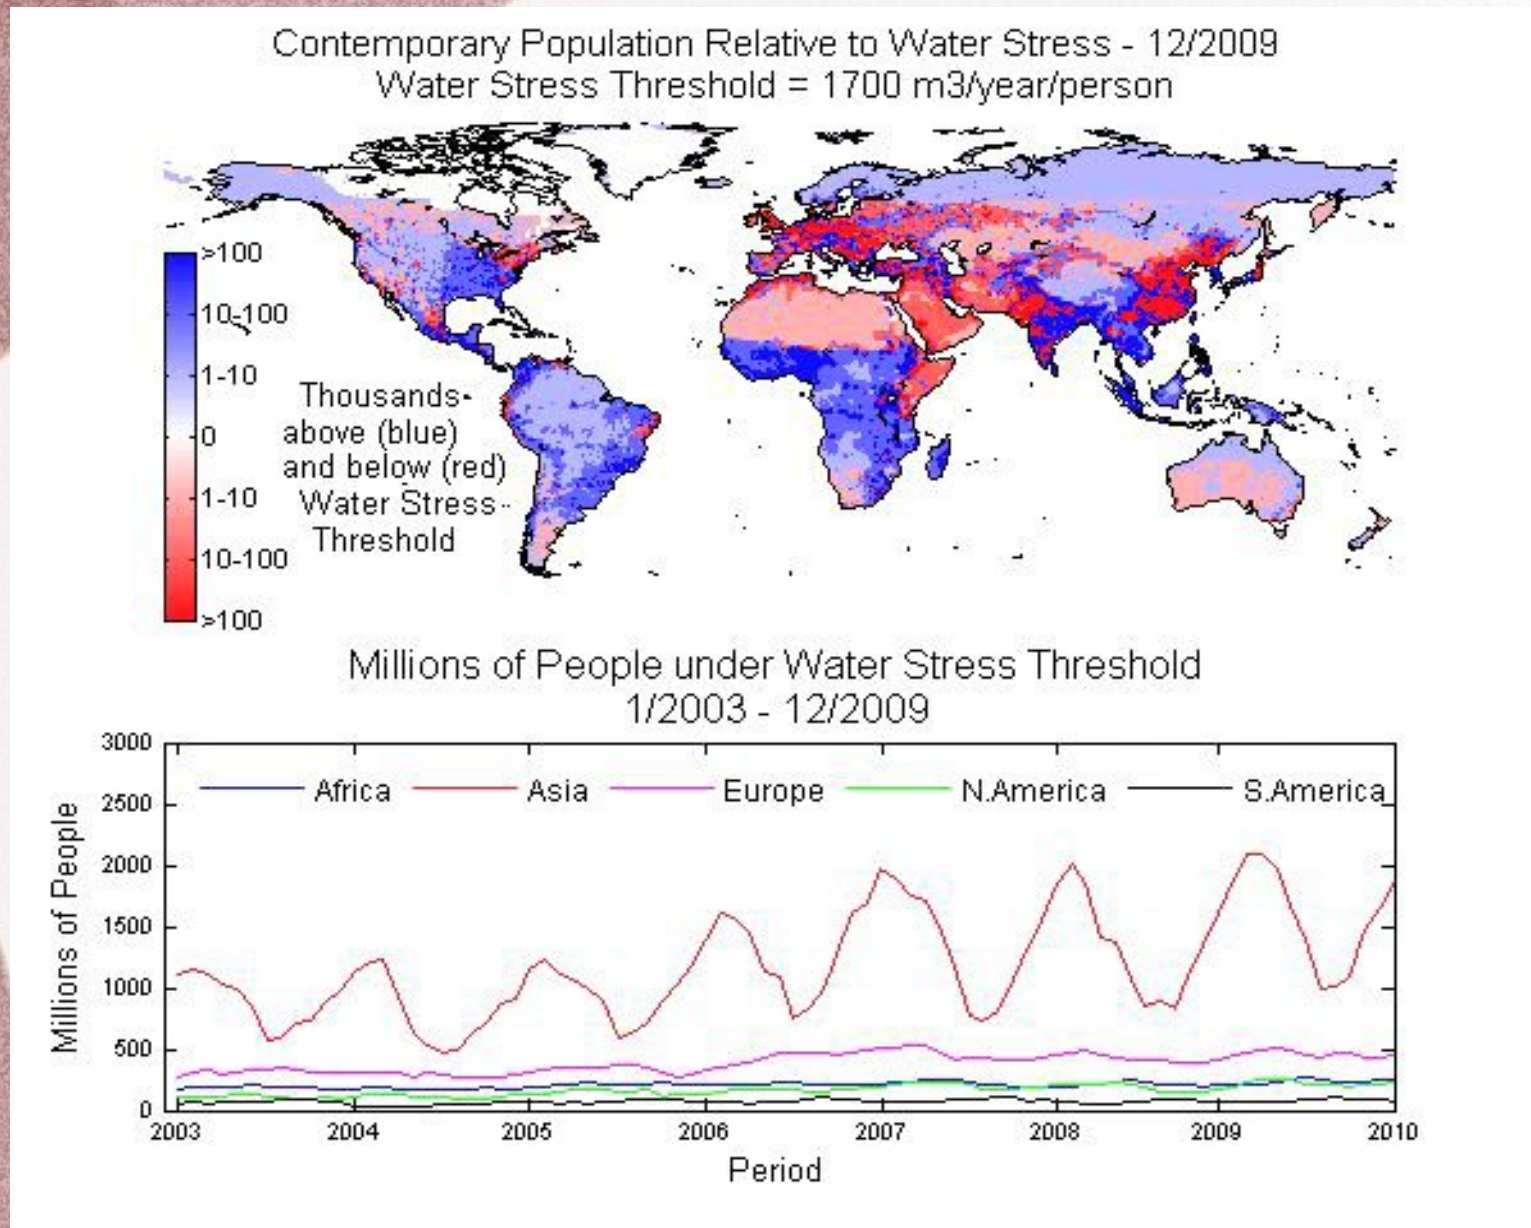 Contemporary Population Relative to Water Stress - 12/2009
Water Stress Threshold = 1700 m3/year/person
>100
10-100
1-10
0
1-10
10-100
>100
Thousands
above (blue)
and below (red)
Water Stress
Threshold
Millions of People under Water Stress Threshold
1/2003 - 12/2009
Africa Asia Europe N.America S.America
Millions of People
3000
2500
2000
1500
1000
500
0
2003 2004 2005 2006 2007 2008 2009 2010
Period